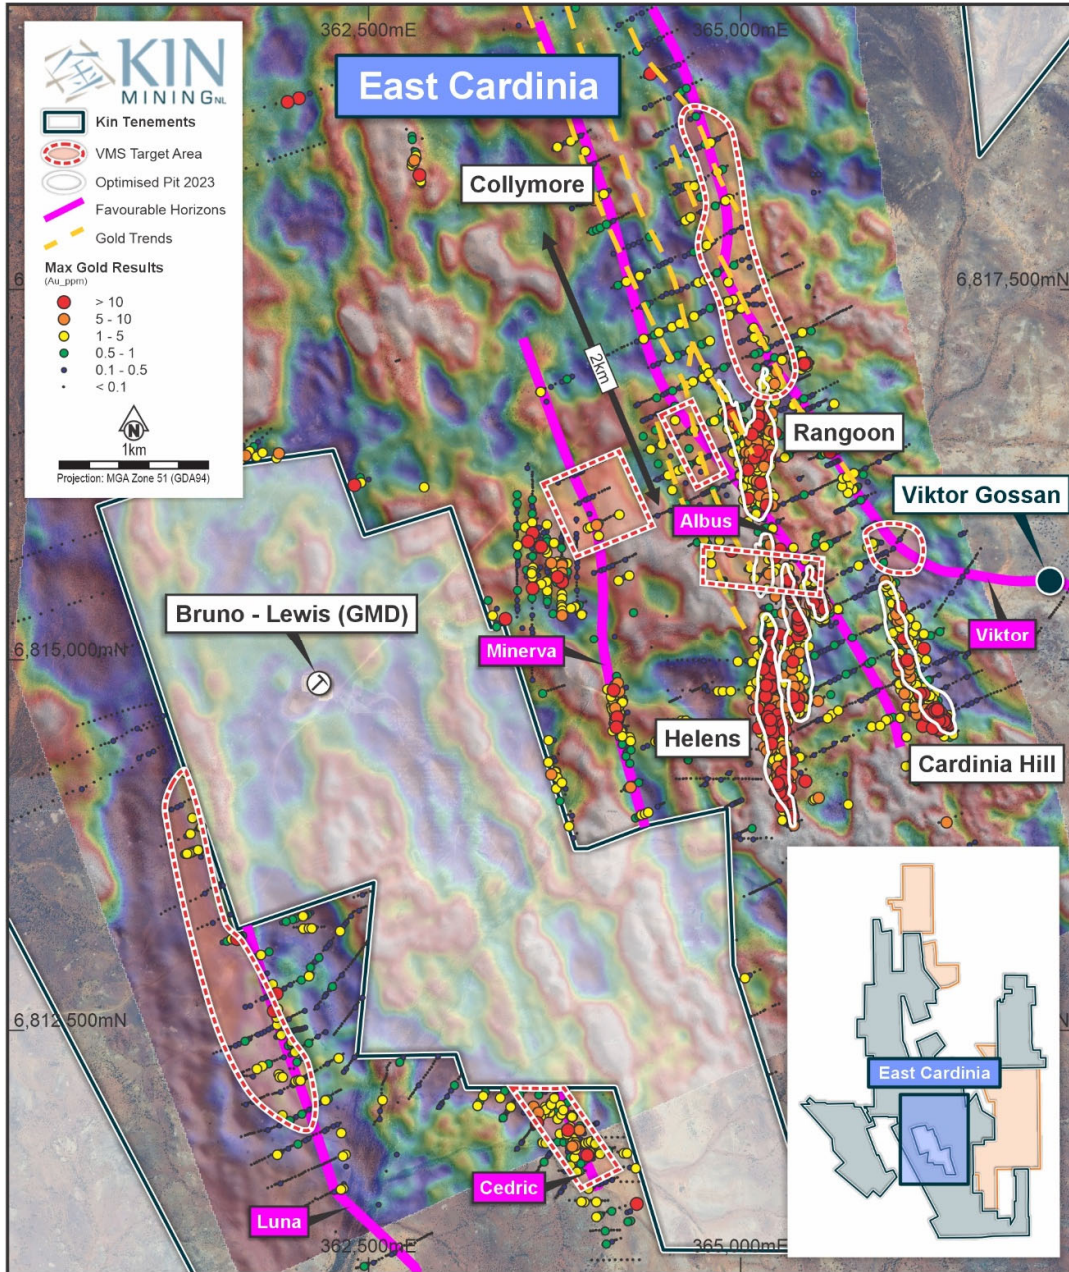 362,500mE
365,000mE
KIN
MINING NL
Kin Tenements
VMS Target Area
Optimised Pit 2023
Favourable Horizons
Gold Trends
Max Gold Results
(Au_ppm)
> 10
5 - 10
1 - 5
0.5 - 1
0.1 - 0.5
< 0.1
N
1km
Projection: MGA Zone 51 (GDA94)
East Cardinia
Collymore
6,817,500mN
2km
Rangoon
Viktor Gossan
Albus
Bruno - Lewis (GMD)
Minerva
Viktor
6,815,000mN
Helens
Cardinia Hill
6,812,500mN
East Cardinia
Cedric
Luna
362,500mE
365,000mE